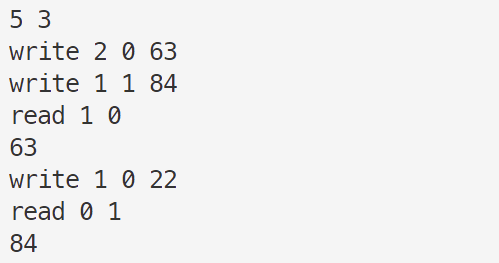 5 3
write 2 0 63
write 1 1 84
read 1 0
63
write 1 0 22
read 0 1
84